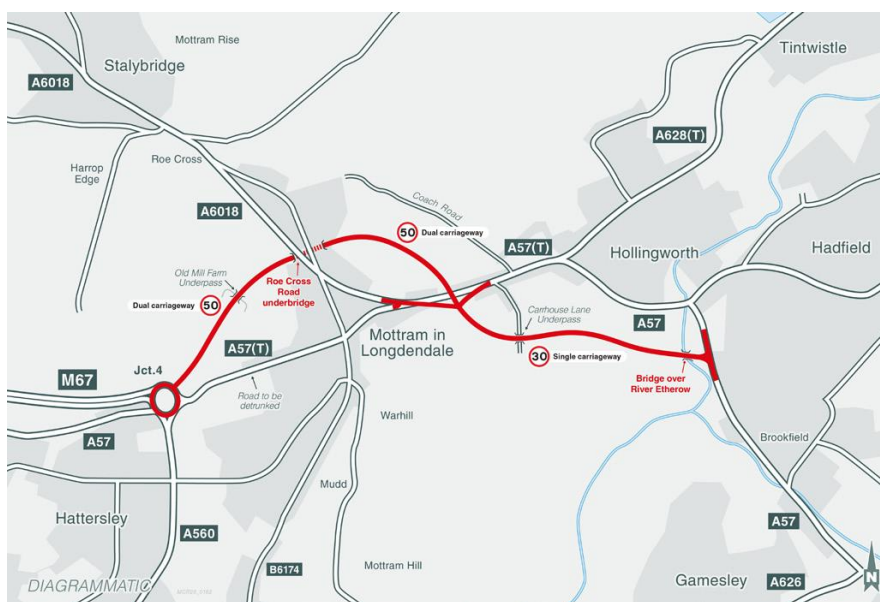 Mottram Rise
Stalybridge
A6018
Tintwistle
A628(T)
Roe Cross
Harrop
Edge
A6018
Coach Road
50 Dual carriageway
A57(T)
Hollingworth
Hadfield
Old Mill Farm
Underpass
Dual carriageway 50
Roe Cross
Road
underbridge
Carrhouse Lane
Underpass
A57
Mottram in
Longdendale
A57(T)
30 Single carriageway
Jct.4
M67
Road to be
detrunked
Bridge over
River Etherow
A57
Warhill
Brookfield
Mudd
Hattersley
A560
A57
B6174
Mottram Hill
Gamesley
A626
N
DIAGRAMMATIC